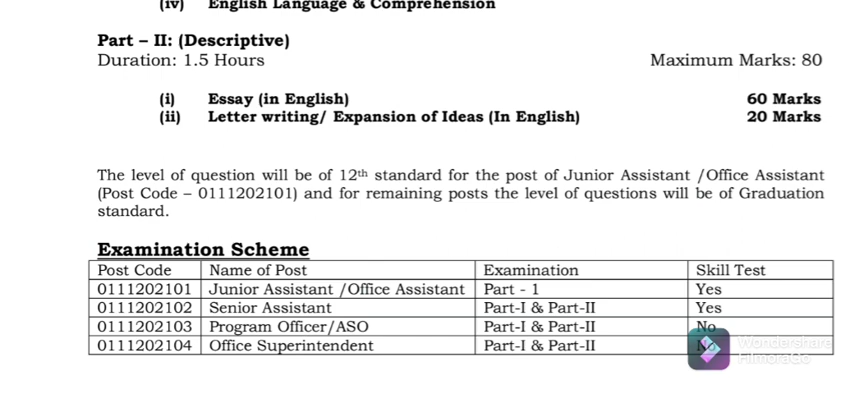 (iv) English Language & Comprehension
Part – II: (Descriptive)
Duration: 1.5 Hours Maximum Marks: 80
(i) Essay (in English) 60 Marks
(ii) Letter writing/ Expansion of Ideas (In English) 20 Marks
The level of question will be of 12th standard for the post of Junior Assistant /Office Assistant
(Post Code – 0111202101) and for remaining posts the level of questions will be of Graduation
standard.
Examination Scheme
Post Code Name of Post Examination Skill Test
0111202101 Junior Assistant /Office Assistant Part - 1 Yes
0111202102 Senior Assistant Part-I & Part-II Yes
0111202103 Program Officer/ASO Part-I & Part-II No
0111202104 Office Superintendent Part-I & Part-II No
Wondershare
FilmoraGo